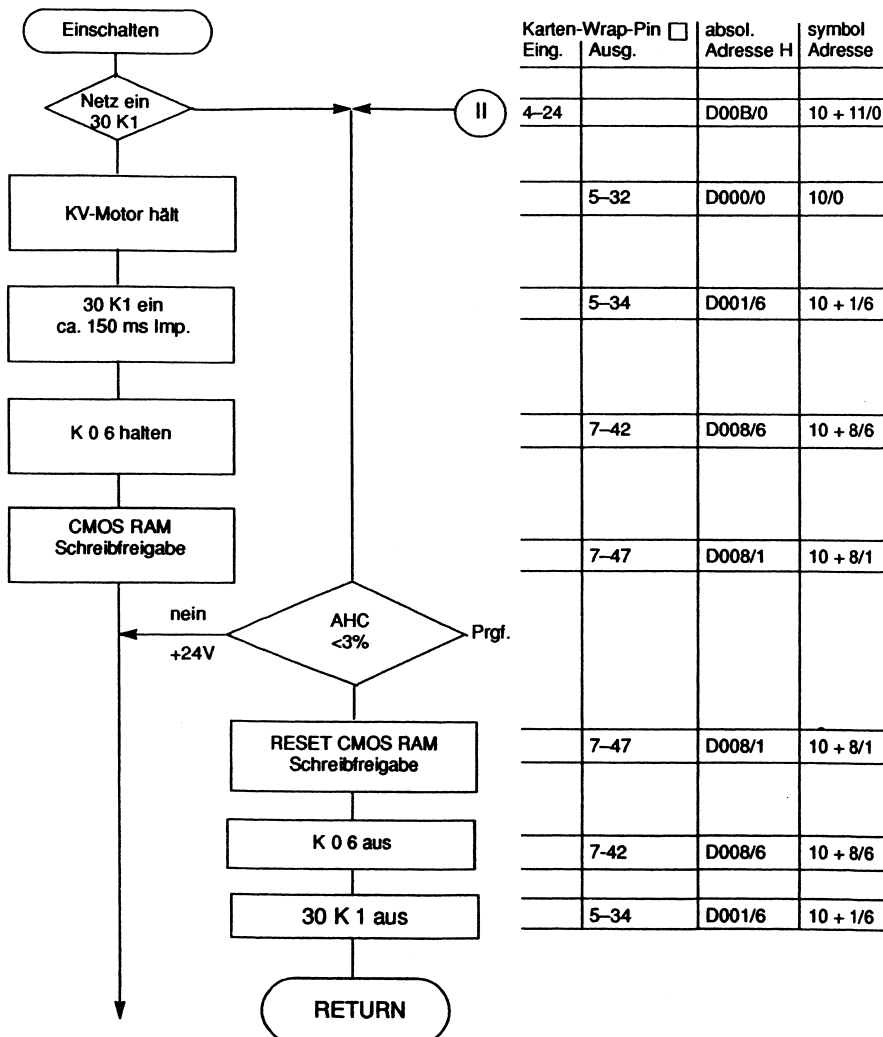 Einschalten
Netz ein
30 K1
II
KV-Motor hält
30 K1 ein
ca. 150 ms Imp.
K 0 6 halten
CMOS RAM
Schreibfreigabe
nein
+24V
AHC
<3%
Prgf.
RESET CMOS RAM
Schreibfreigabe
K 0 6 aus
30 K 1 aus
RETURN
Karten-Wrap-Pin □ absol. symbol
Eing. Ausg. Adresse H Adresse
4–24 D00B/0 10 + 11/0
5–32 D000/0 10/0
5–34 D001/6 10 + 1/6
7–42 D008/6 10 + 8/6
7–47 D008/1 10 + 8/1
7–47 D008/1 10 + 8/1
7-42 D008/6 10 + 8/6
5–34 D001/6 10 + 1/6